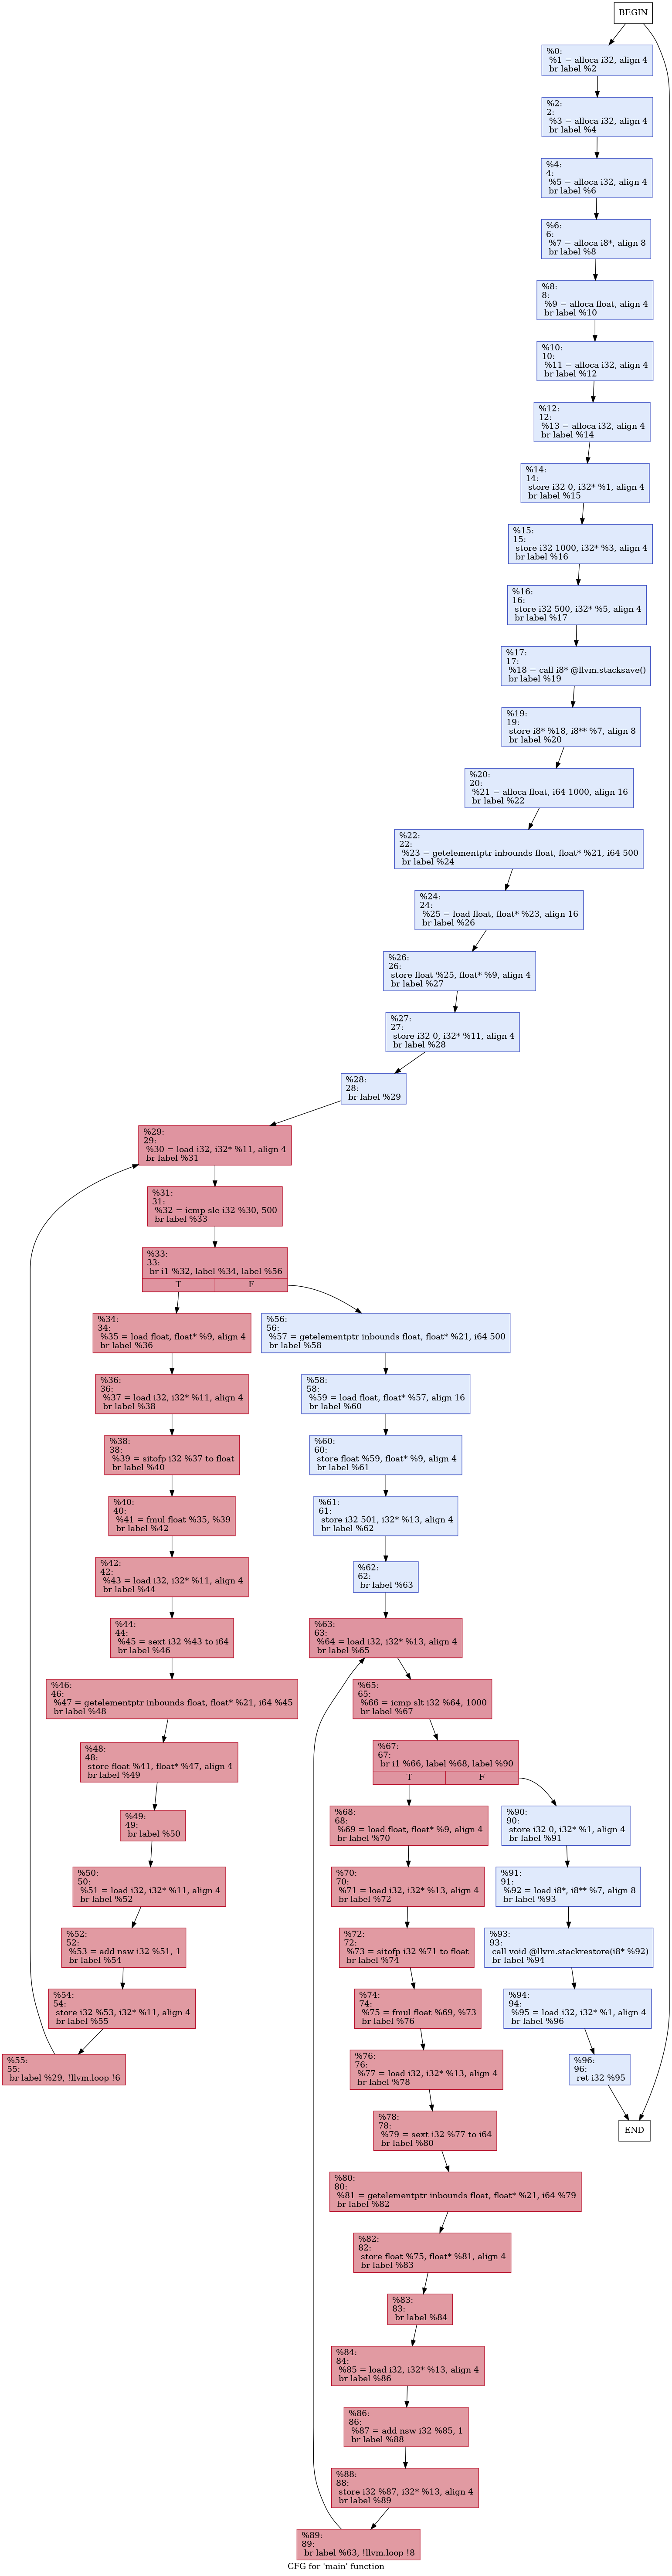 BEGIN
%0:
%1 = alloca i32, align 4
br label %2
%2:
2:
%3 = alloca i32, align 4
br label %4
%4:
4:
%5 = alloca i32, align 4
br label %6
%6:
6:
%7 = alloca i8*, align 8
br label %8
%8:
8:
%9 = alloca float, align 4
br label %10
%10:
10:
%11 = alloca i32, align 4
br label %12
%12:
12:
%13 = alloca i32, align 4
br label %14
%14:
14:
store i32 0, i32* %1, align 4
br label %15
%15:
15:
store i32 1000, i32* %3, align 4
br label %16
%16:
16:
store i32 500, i32* %5, align 4
br label %17
%17:
17:
%18 = call i8* @llvm.stacksave()
br label %19
%19:
19:
store i8* %18, i8** %7, align 8
br label %20
%20:
20:
%21 = alloca float, i64 1000, align 16
br label %22
%22:
22:
%23 = getelementptr inbounds float, float* %21, i64 500
br label %24
%24:
24:
%25 = load float, float* %23, align 16
br label %26
%26:
26:
store float %25, float* %9, align 4
br label %27
%27:
27:
store i32 0, i32* %11, align 4
br label %28
%28:
28:
br label %29
%29:
29:
%30 = load i32, i32* %11, align 4
br label %31
%31:
31:
%32 = icmp sle i32 %30, 500
br label %33
%33:
33:
br i1 %32, label %34, label %56
T F
%34:
34:
%35 = load float, float* %9, align 4
br label %36
%36:
36:
%37 = load i32, i32* %11, align 4
br label %38
%38:
38:
%39 = sitofp i32 %37 to float
br label %40
%40:
40:
%41 = fmul float %35, %39
br label %42
%42:
42:
%43 = load i32, i32* %11, align 4
br label %44
%44:
44:
%45 = sext i32 %43 to i64
br label %46
%46:
46:
%47 = getelementptr inbounds float, float* %21, i64 %45
br label %48
%48:
48:
store float %41, float* %47, align 4
br label %49
%49:
49:
br label %50
%50:
50:
%51 = load i32, i32* %11, align 4
br label %52
%52:
52:
%53 = add nsw i32 %51, 1
br label %54
%54:
54:
store i32 %53, i32* %11, align 4
br label %55
%55:
55:
br label %29, !llvm.loop !6
%56:
56:
%57 = getelementptr inbounds float, float* %21, i64 500
br label %58
%58:
58:
%59 = load float, float* %57, align 16
br label %60
%60:
60:
store float %59, float* %9, align 4
br label %61
%61:
61:
store i32 501, i32* %13, align 4
br label %62
%62:
62:
br label %63
%63:
63:
%64 = load i32, i32* %13, align 4
br label %65
%65:
65:
%66 = icmp slt i32 %64, 1000
br label %67
%67:
67:
br i1 %66, label %68, label %90
T F
%68:
68:
%69 = load float, float* %9, align 4
br label %70
%70:
70:
%71 = load i32, i32* %13, align 4
br label %72
%72:
72:
%73 = sitofp i32 %71 to float
br label %74
%74:
74:
%75 = fmul float %69, %73
br label %76
%76:
76:
%77 = load i32, i32* %13, align 4
br label %78
%78:
78:
%79 = sext i32 %77 to i64
br label %80
%80:
80:
%81 = getelementptr inbounds float, float* %21, i64 %79
br label %82
%82:
82:
store float %75, float* %81, align 4
br label %83
%83:
83:
br label %84
%84:
84:
%85 = load i32, i32* %13, align 4
br label %86
%86:
86:
%87 = add nsw i32 %85, 1
br label %88
%88:
88:
store i32 %87, i32* %13, align 4
br label %89
%89:
89:
br label %63, !llvm.loop !8
%90:
90:
store i32 0, i32* %1, align 4
br label %91
%91:
91:
%92 = load i8*, i8** %7, align 8
br label %93
%93:
93:
call void @llvm.stackrestore(i8* %92)
br label %94
%94:
94:
%95 = load i32, i32* %1, align 4
br label %96
%96:
96:
ret i32 %95
END
CFG for 'main' function